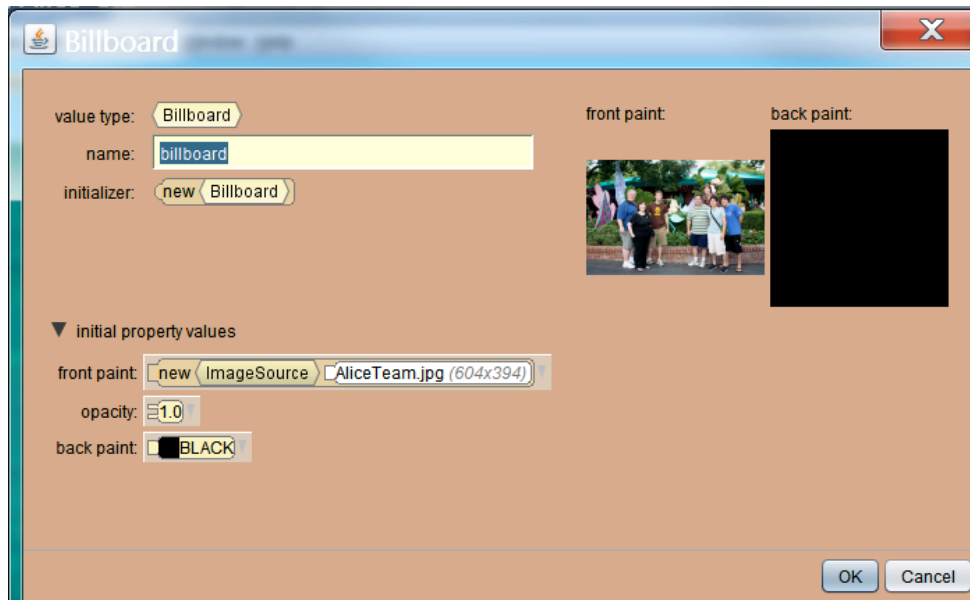 Billboard
value type: Billboard
front paint:
back paint:
name: billboard
initializer: new Billboard
initial property values
front paint: new ImageSource AliceTeam.jpg (604x394)
opacity: 1.0
back paint: BLACK
OK
Cancel